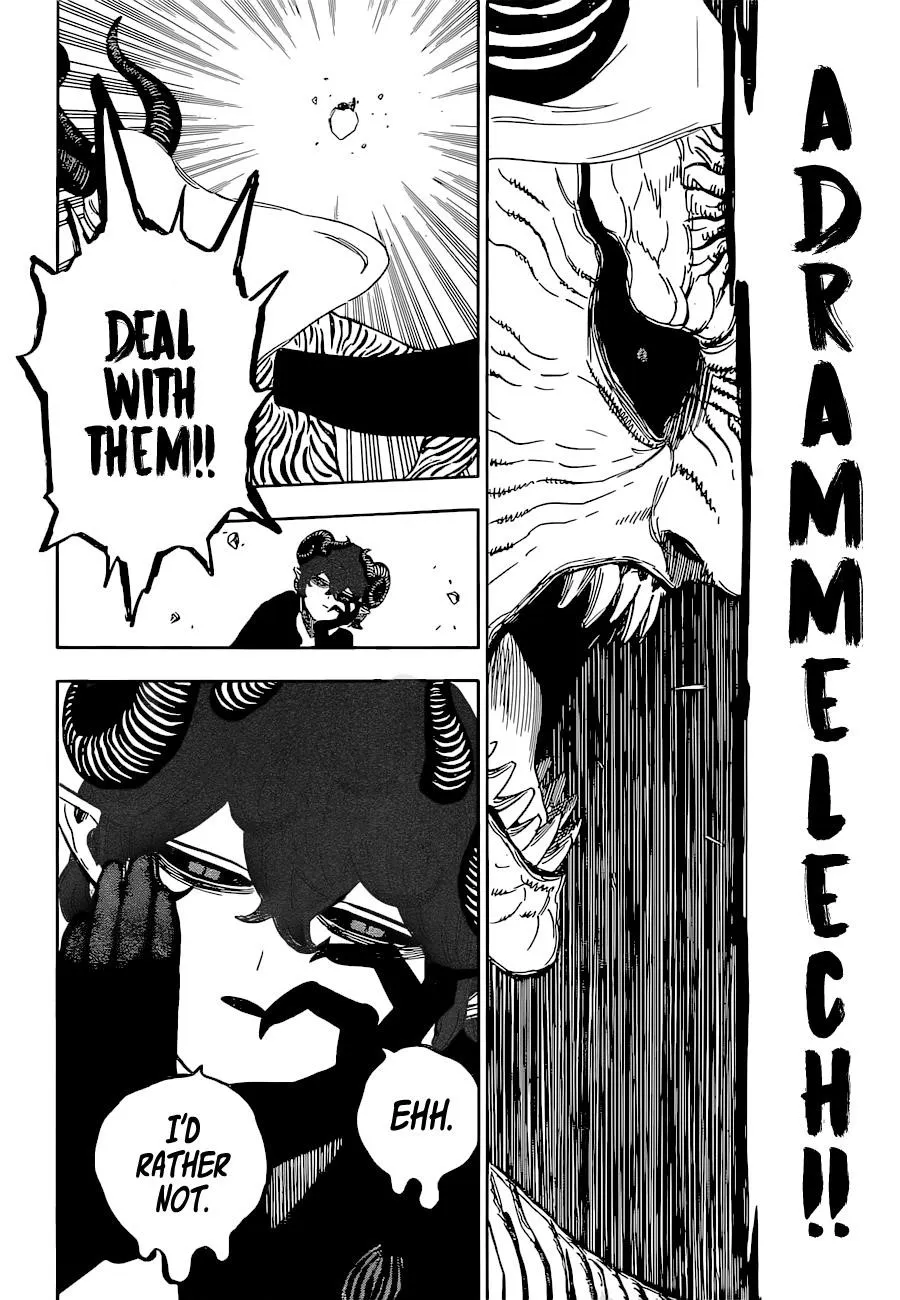 ADRAMMELECH!!
DEAL
WITH
THEM!!
EHH.
I'D
RATHER
NOT.